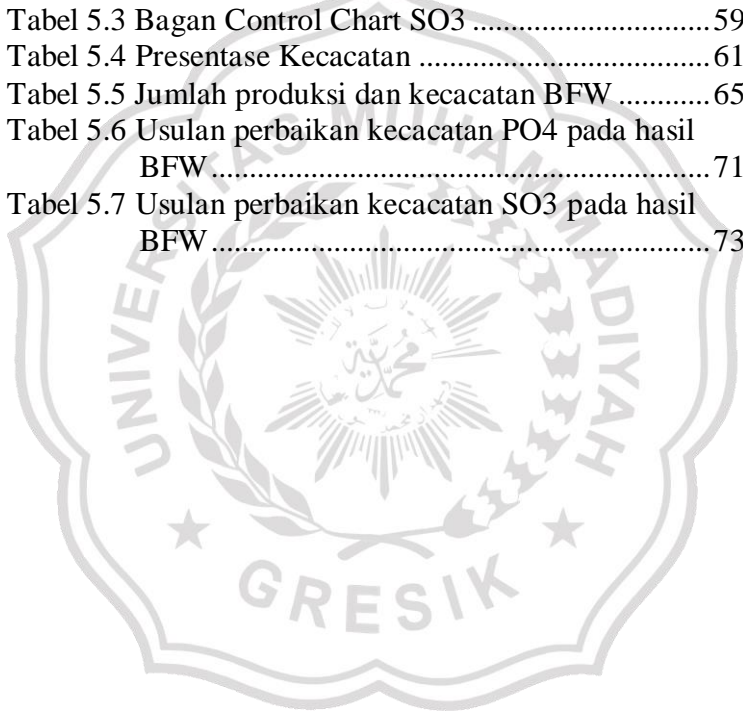 Tabel 5.3 Bagan Control Chart SO3 ................................ 59
Tabel 5.4 Presentase Kecacatan ........................................ 61
Tabel 5.5 Jumlah produksi dan kecacatan BFW ............ 65
Tabel 5.6 Usulan perbaikan kecacatan PO4 pada hasil
BFW .................................................................... 71
Tabel 5.7 Usulan perbaikan kecacatan SO3 pada hasil
BFW .................................................................... 73
UNIVERSITAS MUHAMMADIYAH
GRESIK